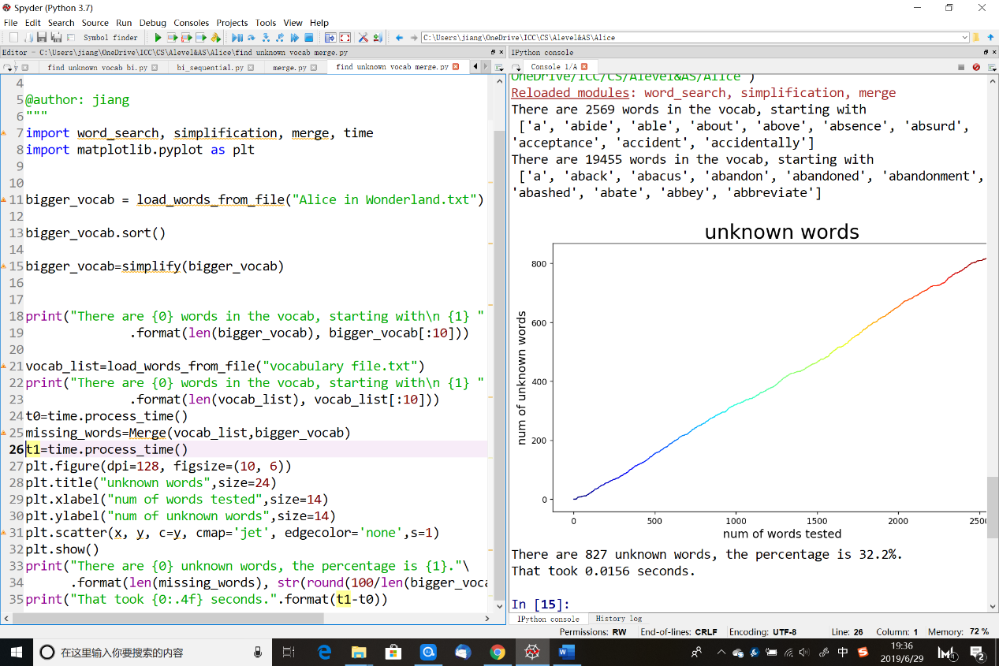 Spyder (Python 3.7)
File Edit Search Source Run Debug Consoles Projects Tools View Help
Symbol finder C:\Users\jiang\OneDrive\ICC\CS\Alevel&AS\Alice
Editor - C:\Users\jiang\OneDrive\ICC\CS\Alevel&AS\Alice\find unknown vocab merge.py
y find unknown vocab bi.py bi_sequential.py merge.py find unknown vocab merge.py
4
5 @author: jiang
6 """
7 import word_search, simplification, merge, time
8 import matplotlib.pyplot as plt
9
10
11 bigger_vocab = load_words_from_file("Alice in Wonderland.txt")
12
13 bigger_vocab.sort()
14
15 bigger_vocab=simplify(bigger_vocab)
16
17
18 print("There are {0} words in the vocab, starting with\n {1} "
19 .format(len(bigger_vocab), bigger_vocab[:10]))
20
21 vocab_list=load_words_from_file("vocabulary file.txt")
22 print("There are {0} words in the vocab, starting with\n {1} "
23 .format(len(vocab_list), vocab_list[:10]))
24 t0=time.process_time()
25 missing_words=Merge(vocab_list,bigger_vocab)
26 t1=time.process_time()
27 plt.figure(dpi=128, figsize=(10, 6))
28 plt.title("unknown words",size=24)
29 plt.xlabel("num of words tested",size=14)
30 plt.ylabel("num of unknown words",size=14)
31 plt.scatter(x, y, c=y, cmap='jet', edgecolor='none',s=1)
32 plt.show()
33 print("There are {0} unknown words, the percentage is {1}."\
34 .format(len(missing_words), str(round(100/len(bigger_voca
35 print("That took {0:.4f} seconds.".format(t1-t0))
IPython console
Console 1/A
OneDrive/ICC/CS/Alevel&AS/Alice')
Reloaded modules: word_search, simplification, merge
There are 2569 words in the vocab, starting with
['a', 'abide', 'able', 'about', 'above', 'absence', 'absurd',
'acceptance', 'accident', 'accidentally']
There are 19455 words in the vocab, starting with
['a', 'aback', 'abacus', 'abandon', 'abandoned', 'abandonment',
'abashed', 'abate', 'abbey', 'abbreviate']
unknown words
num of unknown words
800
600
400
200
0
0 500 1000 1500 2000 2500
num of words tested
There are 827 unknown words, the percentage is 32.2%.
That took 0.0156 seconds.
In [15]:
IPython console History log
Permissions: RW End-of-lines: CRLF Encoding: UTF-8 Line: 26 Column: 1 Memory: 72 %
在这里输入你要搜索的内容
中
19:36
2019/6/29
2